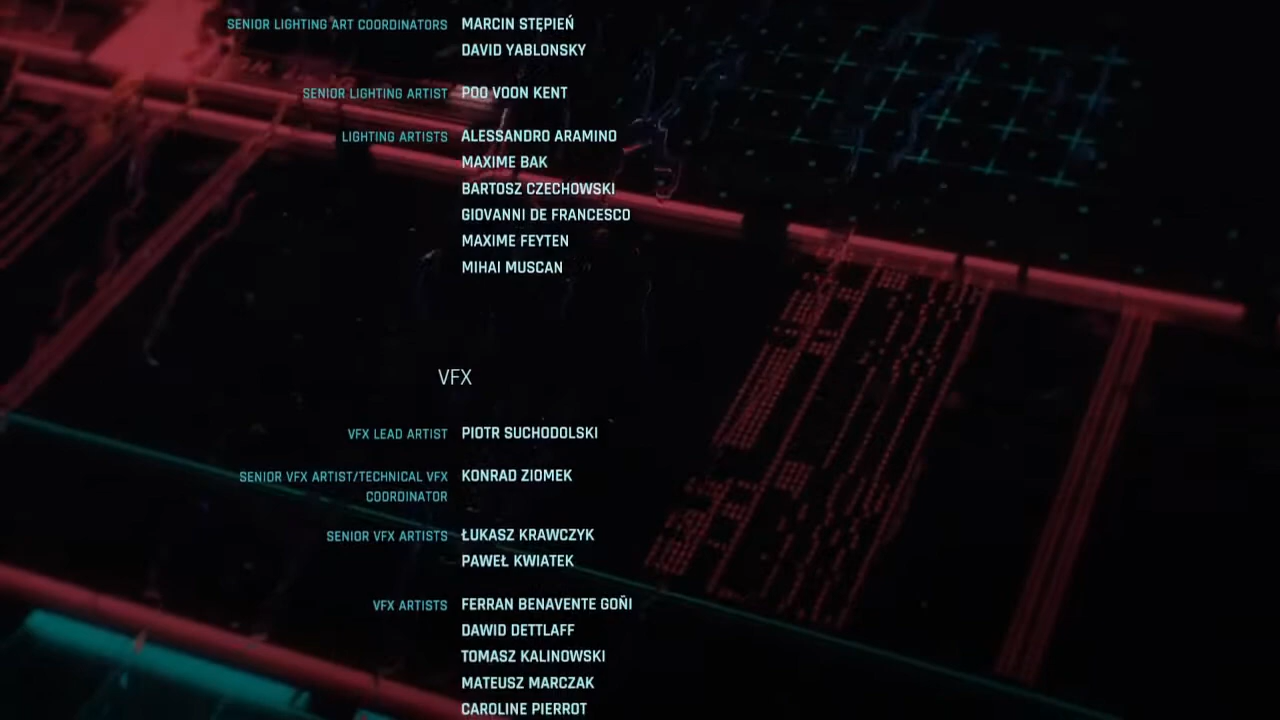 SENIOR LIGHTING ART COORDINATORS MARCIN STĘPIEŃ
DAVID YABLONSKY
SENIOR LIGHTING ARTIST POO VOON KENT
LIGHTING ARTISTS ALESSANDRO ARAMINO
MAXIME BAK
BARTOSZ CZECHOWSKI
GIOVANNI DE FRANCESCO
MAXIME FEYTEN
MIHAI MUSCAN
VFX
VFX LEAD ARTIST PIOTR SUCHODOLSKI
SENIOR VFX ARTIST/TECHNICAL VFX KONRAD ZIOMEK
COORDINATOR
SENIOR VFX ARTISTS ŁUKASZ KRAWCZYK
PAWEŁ KWIATEK
VFX ARTISTS FERRAN BENAVENTE GOÑI
DAWID DETTLAFF
TOMASZ KALINOWSKI
MATEUSZ MARCZAK
CAROLINE PIERROT